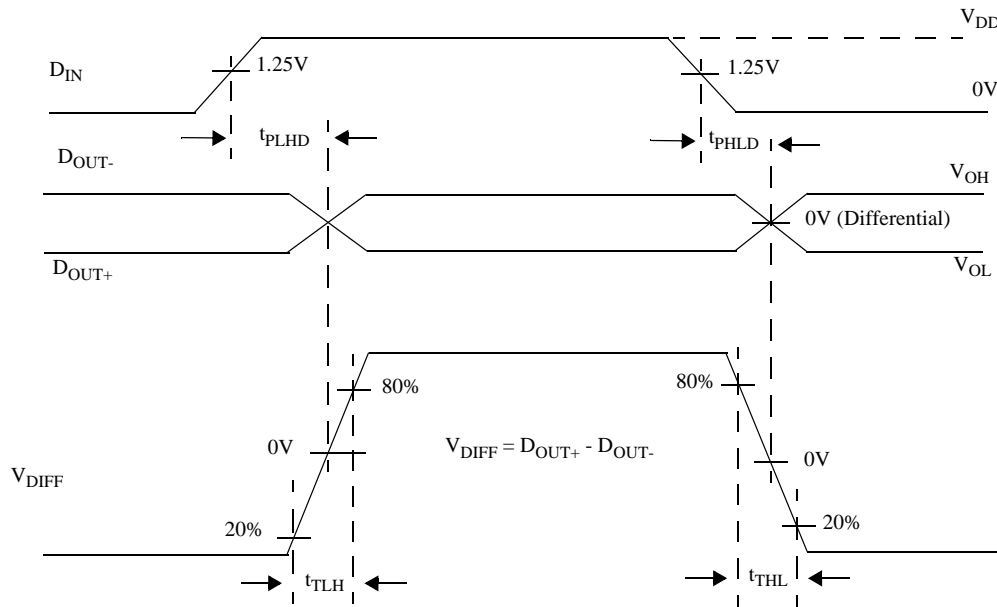 V_DD
D_IN
1.25V
1.25V
0V
t_PLHD
t_PHLD
D_OUT-
V_OH
0V (Differential)
D_OUT+
V_OL
80%
80%
0V
V_DIFF = D_OUT+ - D_OUT-
0V
V_DIFF
20%
20%
t_TLH
t_THL